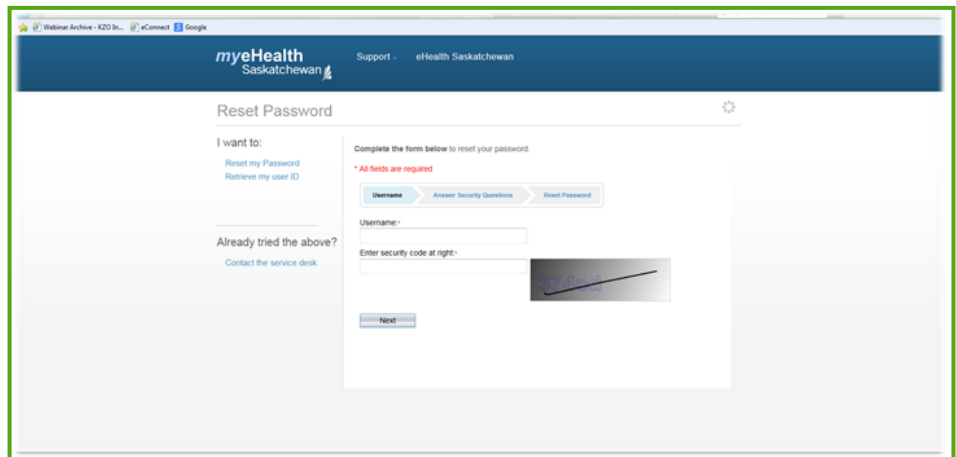 Webinar Archive - KZO In... eConnect Google
myeHealth Saskatchewan
Support eHealth Saskatchewan
Reset Password
I want to:
Reset my Password
Retrieve my user ID
Already tried the above?
Contact the service desk
Complete the form below to reset your password.
* All fields are required
Username Answer Security Questions Reset Password
Username:*
Enter security code at right:*
Next